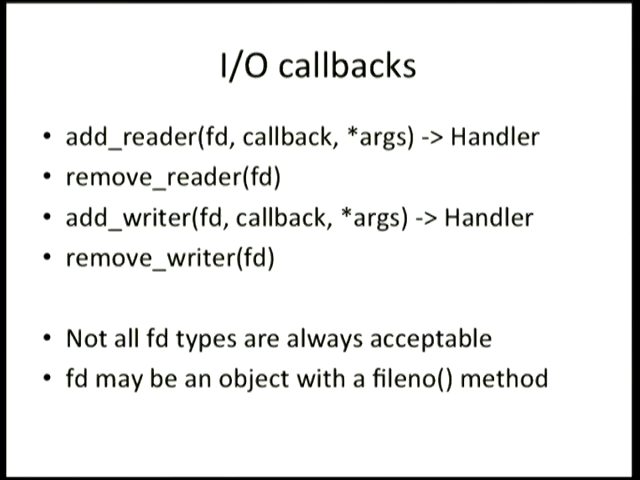 I/O callbacks
• add_reader(fd, callback, *args) -> Handler
• remove_reader(fd)
• add_writer(fd, callback, *args) -> Handler
• remove_writer(fd)
• Not all fd types are always acceptable
• fd may be an object with a fileno() method